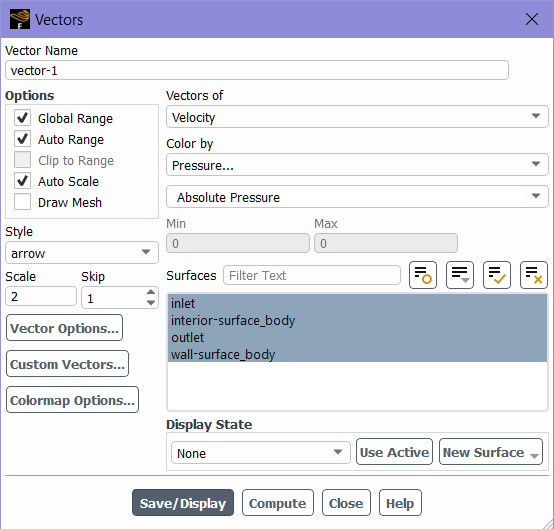 Vectors
Vector Name
vector-1
Options
Global Range
Auto Range
Clip to Range
Auto Scale
Draw Mesh
Style
arrow
Scale
Skip
2
1
Vector Options...
Custom Vectors...
Colormap Options...
Vectors of
Velocity
Color by
Pressure...
Absolute Pressure
Min
Max
0
0
Surfaces
Filter Text
inlet
interior-surface_body
outlet
wall-surface_body
Display State
None
Use Active
New Surface
Save/Display
Compute
Close
Help